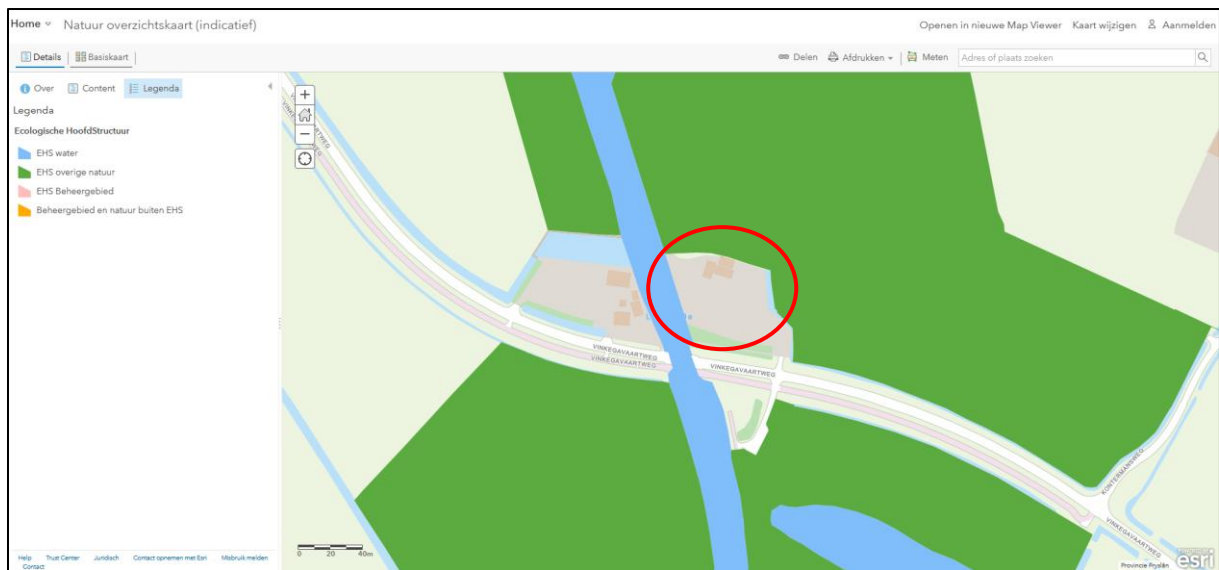 Home Natuur overzichtskaart (indicatief) Openen in nieuwe Map Viewer Kaart wijzigen Aanmelden
Details Basiskaart Delen Afdrukken Meten Adres of plaats zoeken
Over Content Legenda
Legenda
Ecologische HoofdStructuur
EHS water
EHS overige natuur
EHS Beheergebied
Beheergebied en natuur buiten EHS
VINKEGAVAARTWEG
VINKEGAVAARTWEG
VINKEGAVAARTWEG
VINKEGAVAARTWEG
KONTERMANSWEG
VINKEGAVAARTWEG
VINKEGAVAARTWEG
0 20 40m
Help Trust Center Juridisch Contact opnemen met Esri Misbruik melden
Contact
Provincie Fryslân esri